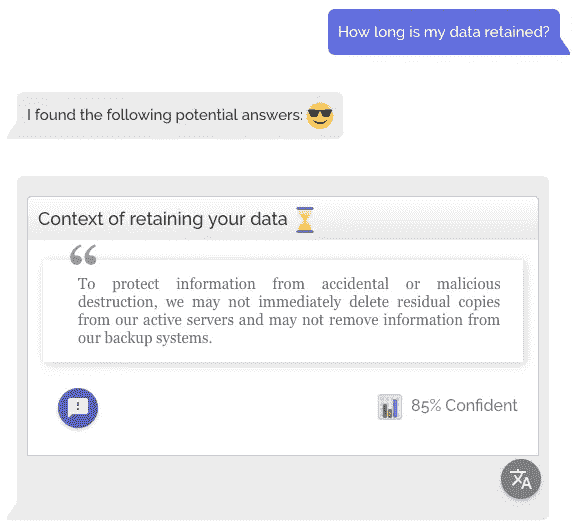 How long is my data retained?
I found the following potential answers:
Context of retaining your data
“
To protect information from accidental or malicious
destruction, we may not immediately delete residual copies
from our active servers and may not remove information from
our backup systems.
!
85% Confident
文A